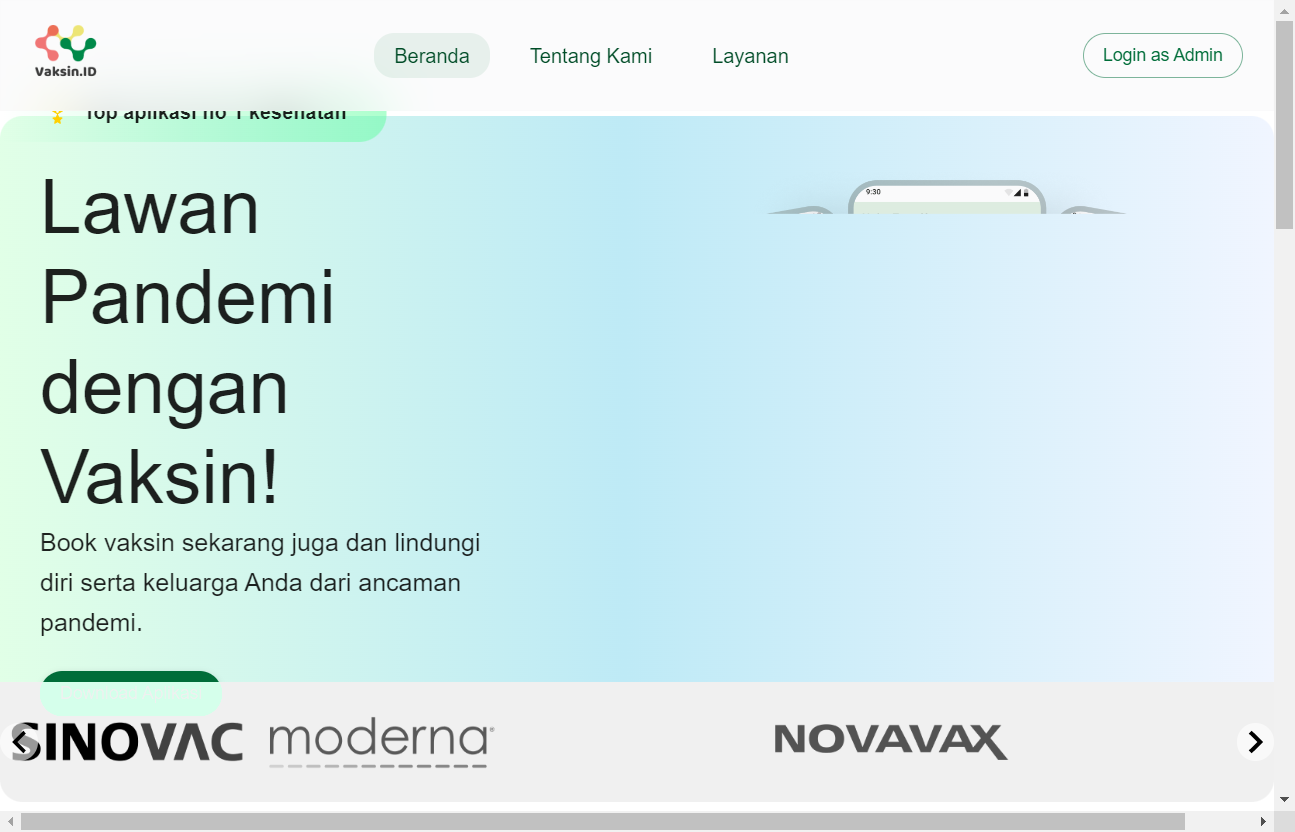 Vaksin.ID
Beranda
Tentang Kami
Layanan
Login as Admin
Top aplikasi no 1 kesehatan
9:30
Lawan
Pandemi
dengan
Vaksin!
Book vaksin sekarang juga dan lindungi
diri serta keluarga Anda dari ancaman
pandemi.
SINOVAC
moderna
NOVAVAX